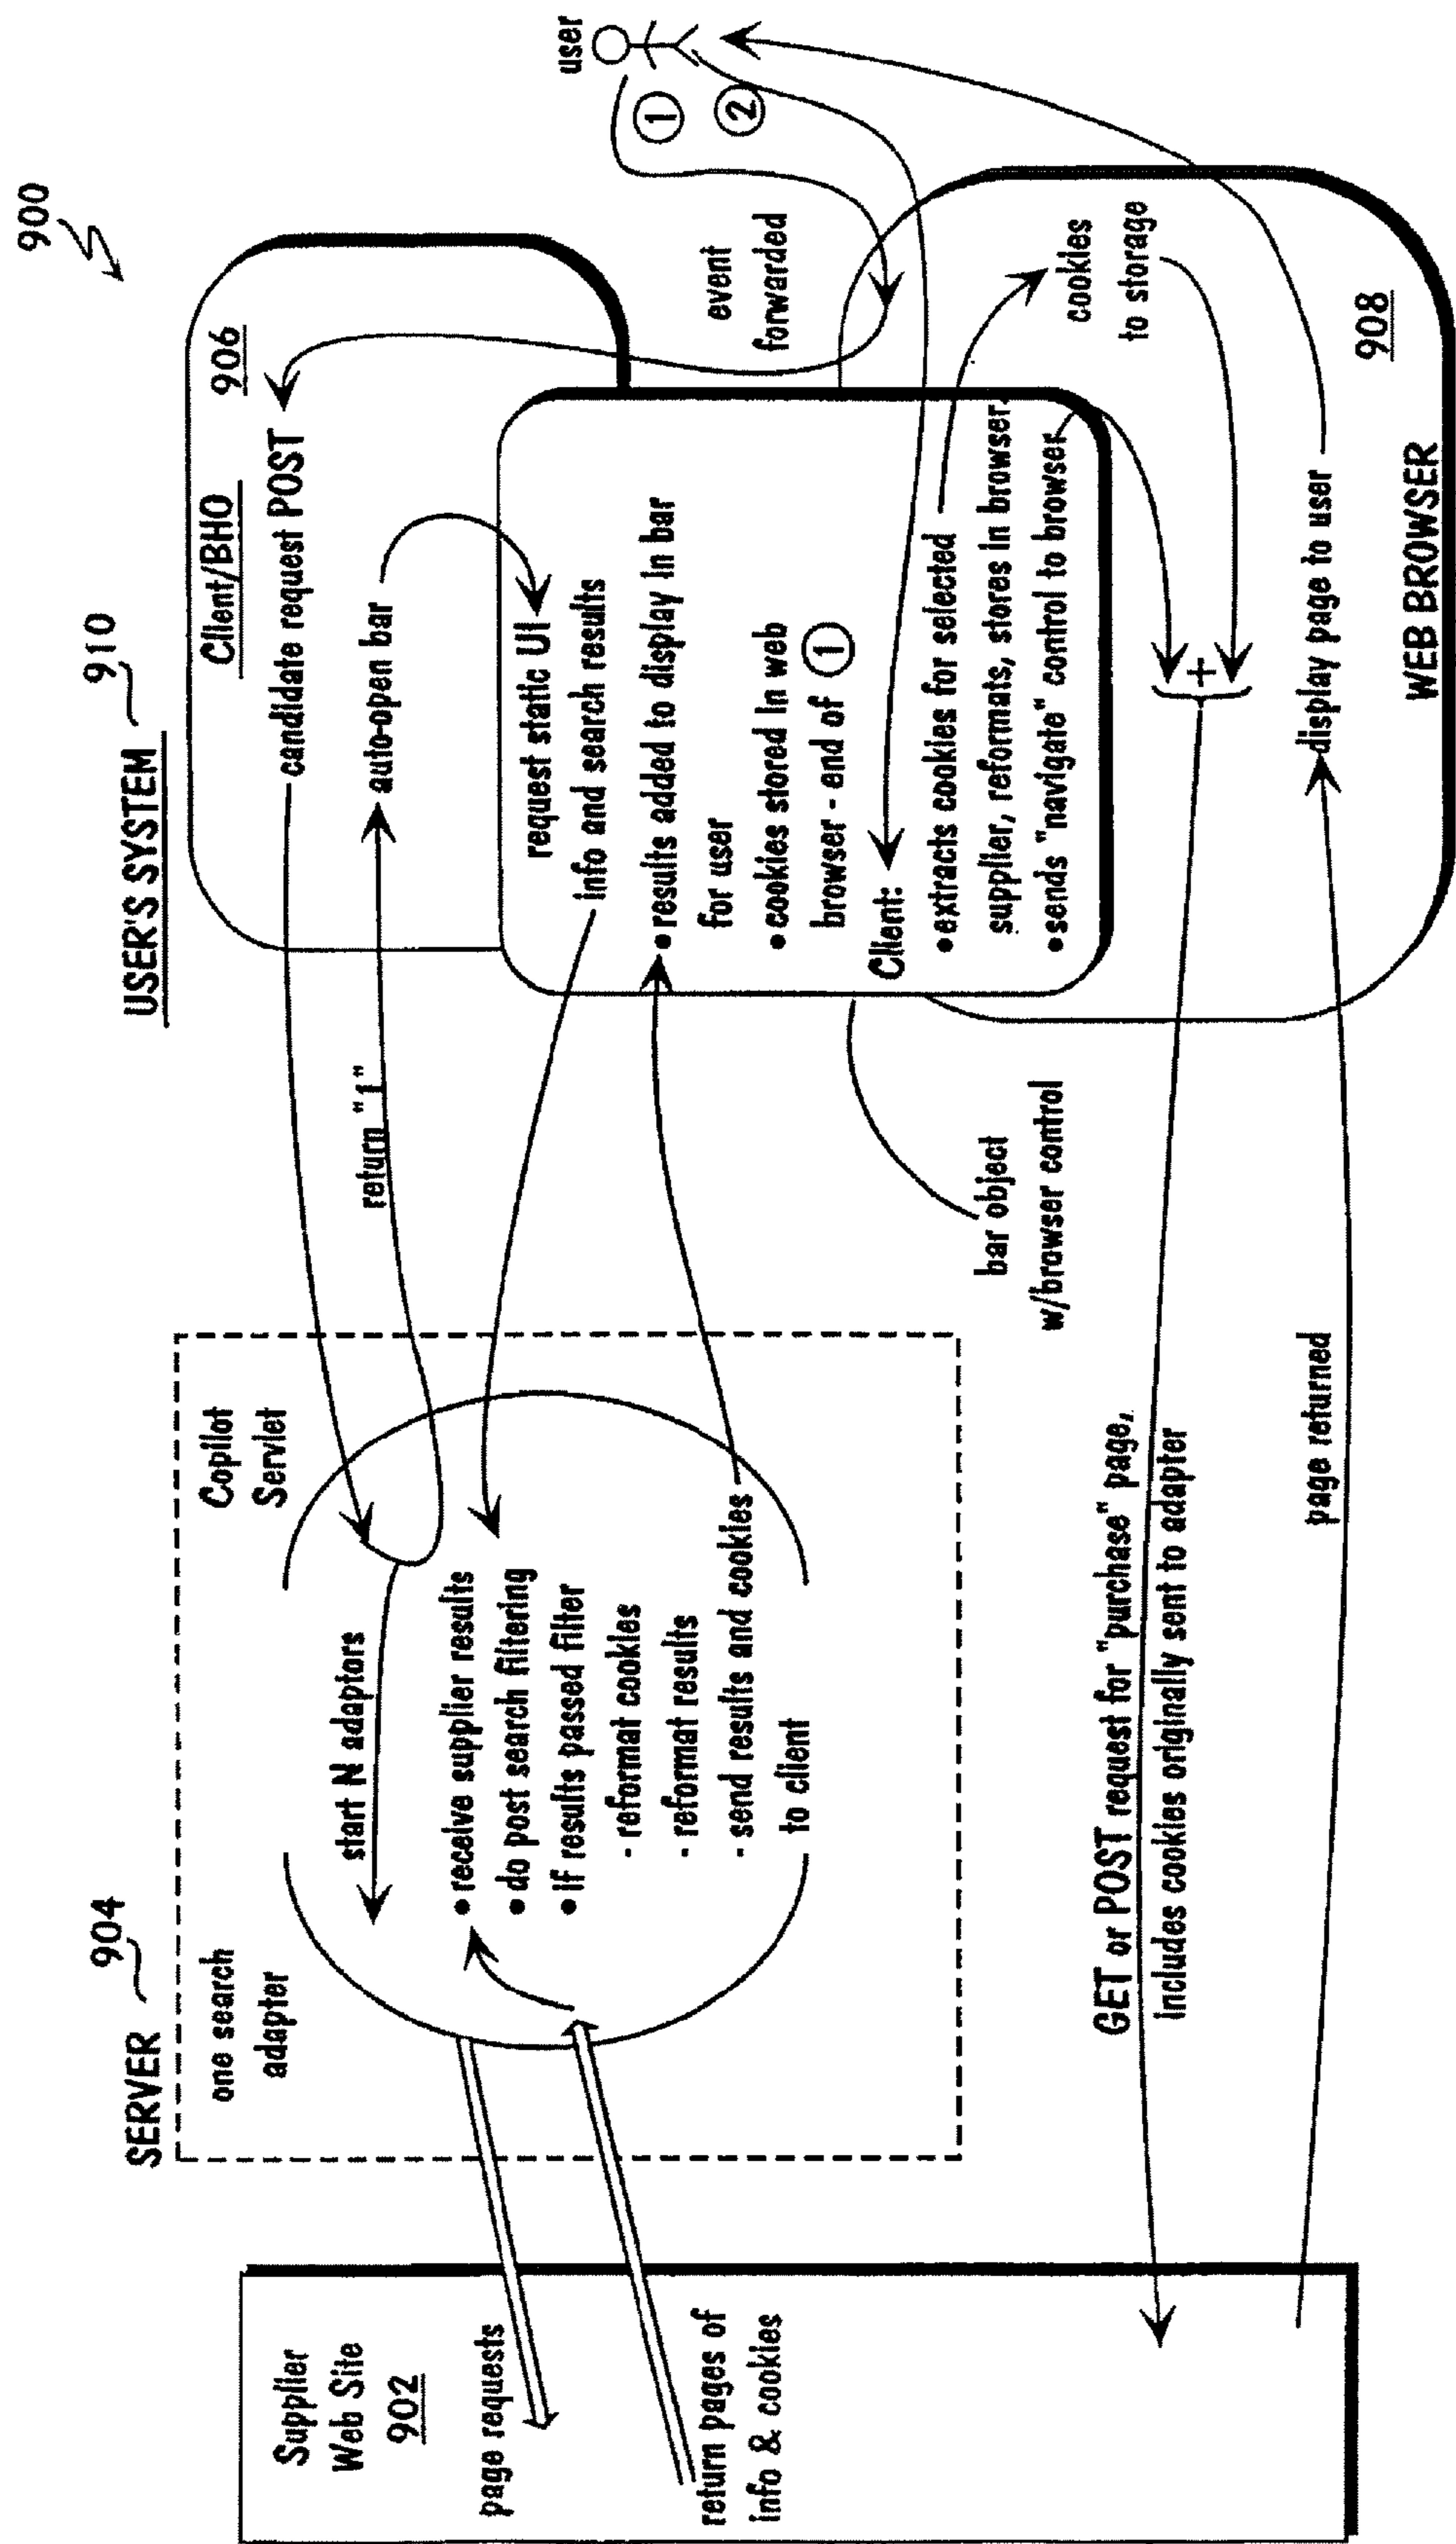 900
SERVER 904
USER'S SYSTEM 910
Supplier
Web Site
902
page requests
return pages of
info & cookies
one search
adapter
Copilot
Servlet
start N adaptors
• receive supplier results
• do post search filtering
• if results passed filter
- reformat cookies
- reformat results
- send results and cookies
to client
return "1"
Client/BHO 906
candidate request POST
auto-open bar
request static UI
info and search results
• results added to display in bar
for user
• cookies stored in web
browser - end of 1
Client:
• extracts cookies for selected
supplier, reformats, stores in browser.
• sends "navigate" control to browser
bar object
w/browser control
user
1
2
event
forwarded
cookies
to storage
908
+
GET or POST request for "purchase" page,
includes cookies originally sent to adapter
page returned
display page to user
WEB BROWSER